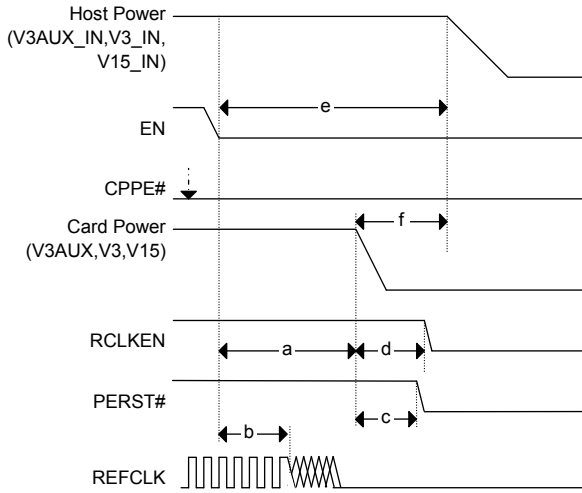 Host Power
(V3AUX_IN,V3_IN,
V15_IN)
e
EN
CPPE#
f
Card Power
(V3AUX,V3,V15)
RCLKEN
a
d
PERST#
c
b
REFCLK